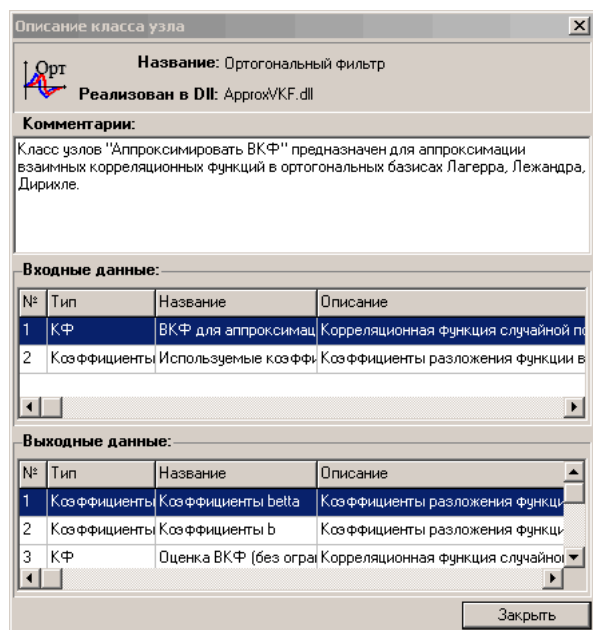 Описание класса узла
Орт
Название: Ортогональный фильтр
Реализован в Dll: ApproxVKF.dll
Комментарии:
Класс узлов "Аппроксимировать ВКФ" предназначен для аппроксимации
взаимных корреляционных функций в ортогональных базисах Лагерра, Лежандра,
Дирихле.
Входные данные:
№ Тип Название Описание
1 КФ ВКФ для аппроксимац Корреляционная функция случайной по
2 Коэффициенты Используемые коэффи Коэффициенты разложения функции в
Выходные данные:
№ Тип Название Описание
1 Коэффициенты Коэффициенты betta Коэффициенты разложения функци
2 Коэффициенты Коэффициенты b Коэффициенты разложения функци
3 КФ Оценка ВКФ (без огра Корреляционная функция случайно
Закрыть